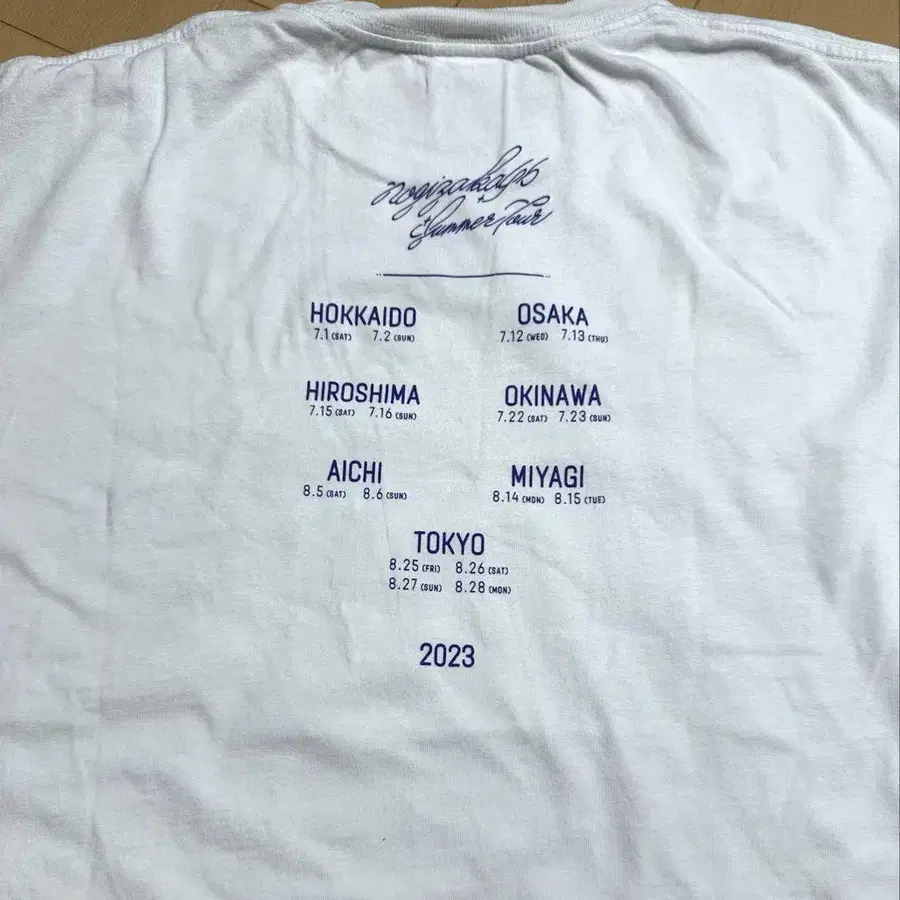 nogizaka46
Summer Tour
HOKKAIDO
7.1 (SAT) 7.2 (SUN)
OSAKA
7.12 (WED) 7.13 (THU)
HIROSHIMA
7.15 (SAT) 7.16 (SUN)
OKINAWA
7.22 (SAT) 7.23 (SUN)
AICHI
8.5 (SAT) 8.6 (SUN)
MIYAGI
8.14 (MON) 8.15 (TUE)
TOKYO
8.25 (FRI) 8.26 (SAT)
8.27 (SUN) 8.28 (MON)
2023